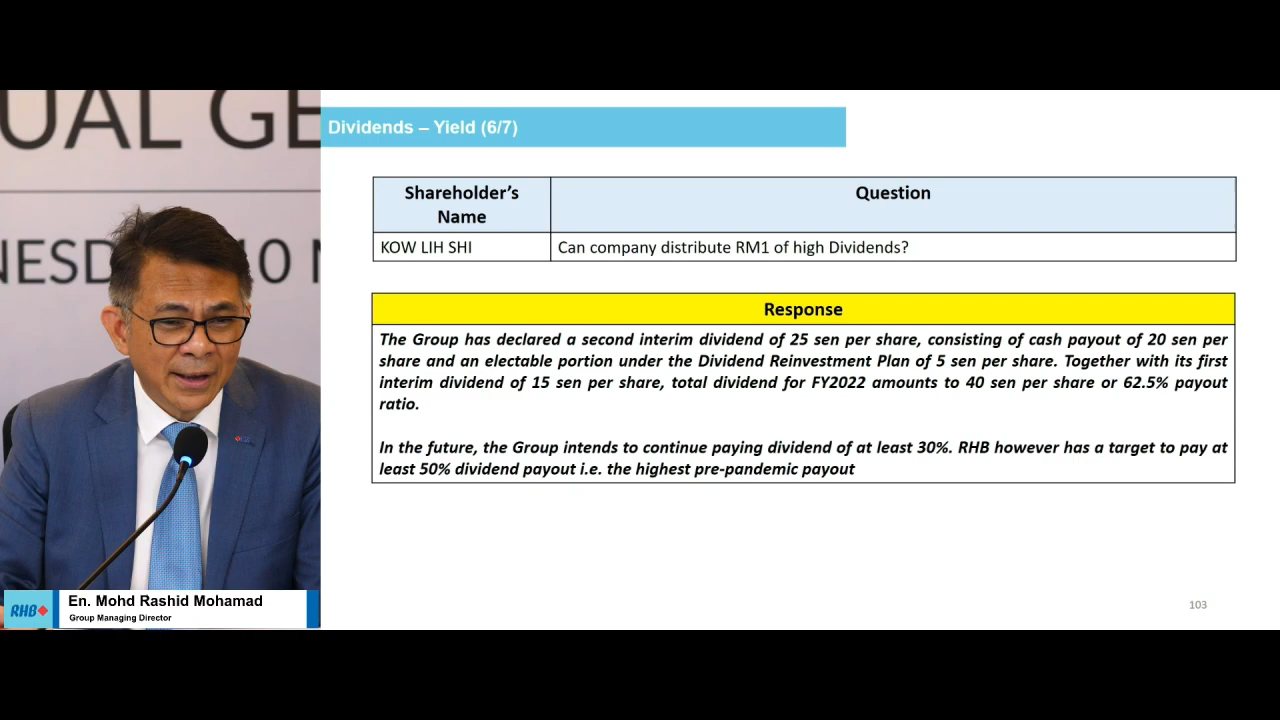 UAL GE
NESD
10
Dividends – Yield (6/7)
Shareholder's
Name
Question
KOW LIH SHI
Can company distribute RM1 of high Dividends?
Response
The Group has declared a second interim dividend of 25 sen per share, consisting of cash payout of 20 sen per
share and an electable portion under the Dividend Reinvestment Plan of 5 sen per share. Together with its first
interim dividend of 15 sen per share, total dividend for FY2022 amounts to 40 sen per share or 62.5% payout
ratio.
In the future, the Group intends to continue paying dividend of at least 30%. RHB however has a target to pay at
least 50% dividend payout i.e. the highest pre-pandemic payout
RHB
En. Mohd Rashid Mohamad
Group Managing Director
103